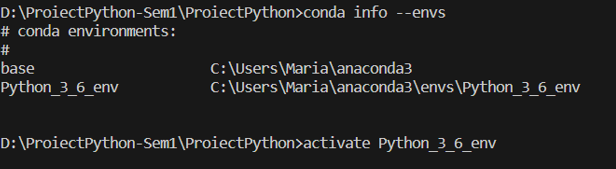 D:\ProiectPython-Sem1\ProiectPython>conda info --envs
# conda environments:
#
base                     C:\Users\Maria\anaconda3
Python_3_6_env           C:\Users\Maria\anaconda3\envs\Python_3_6_env
D:\ProiectPython-Sem1\ProiectPython>activate Python_3_6_env